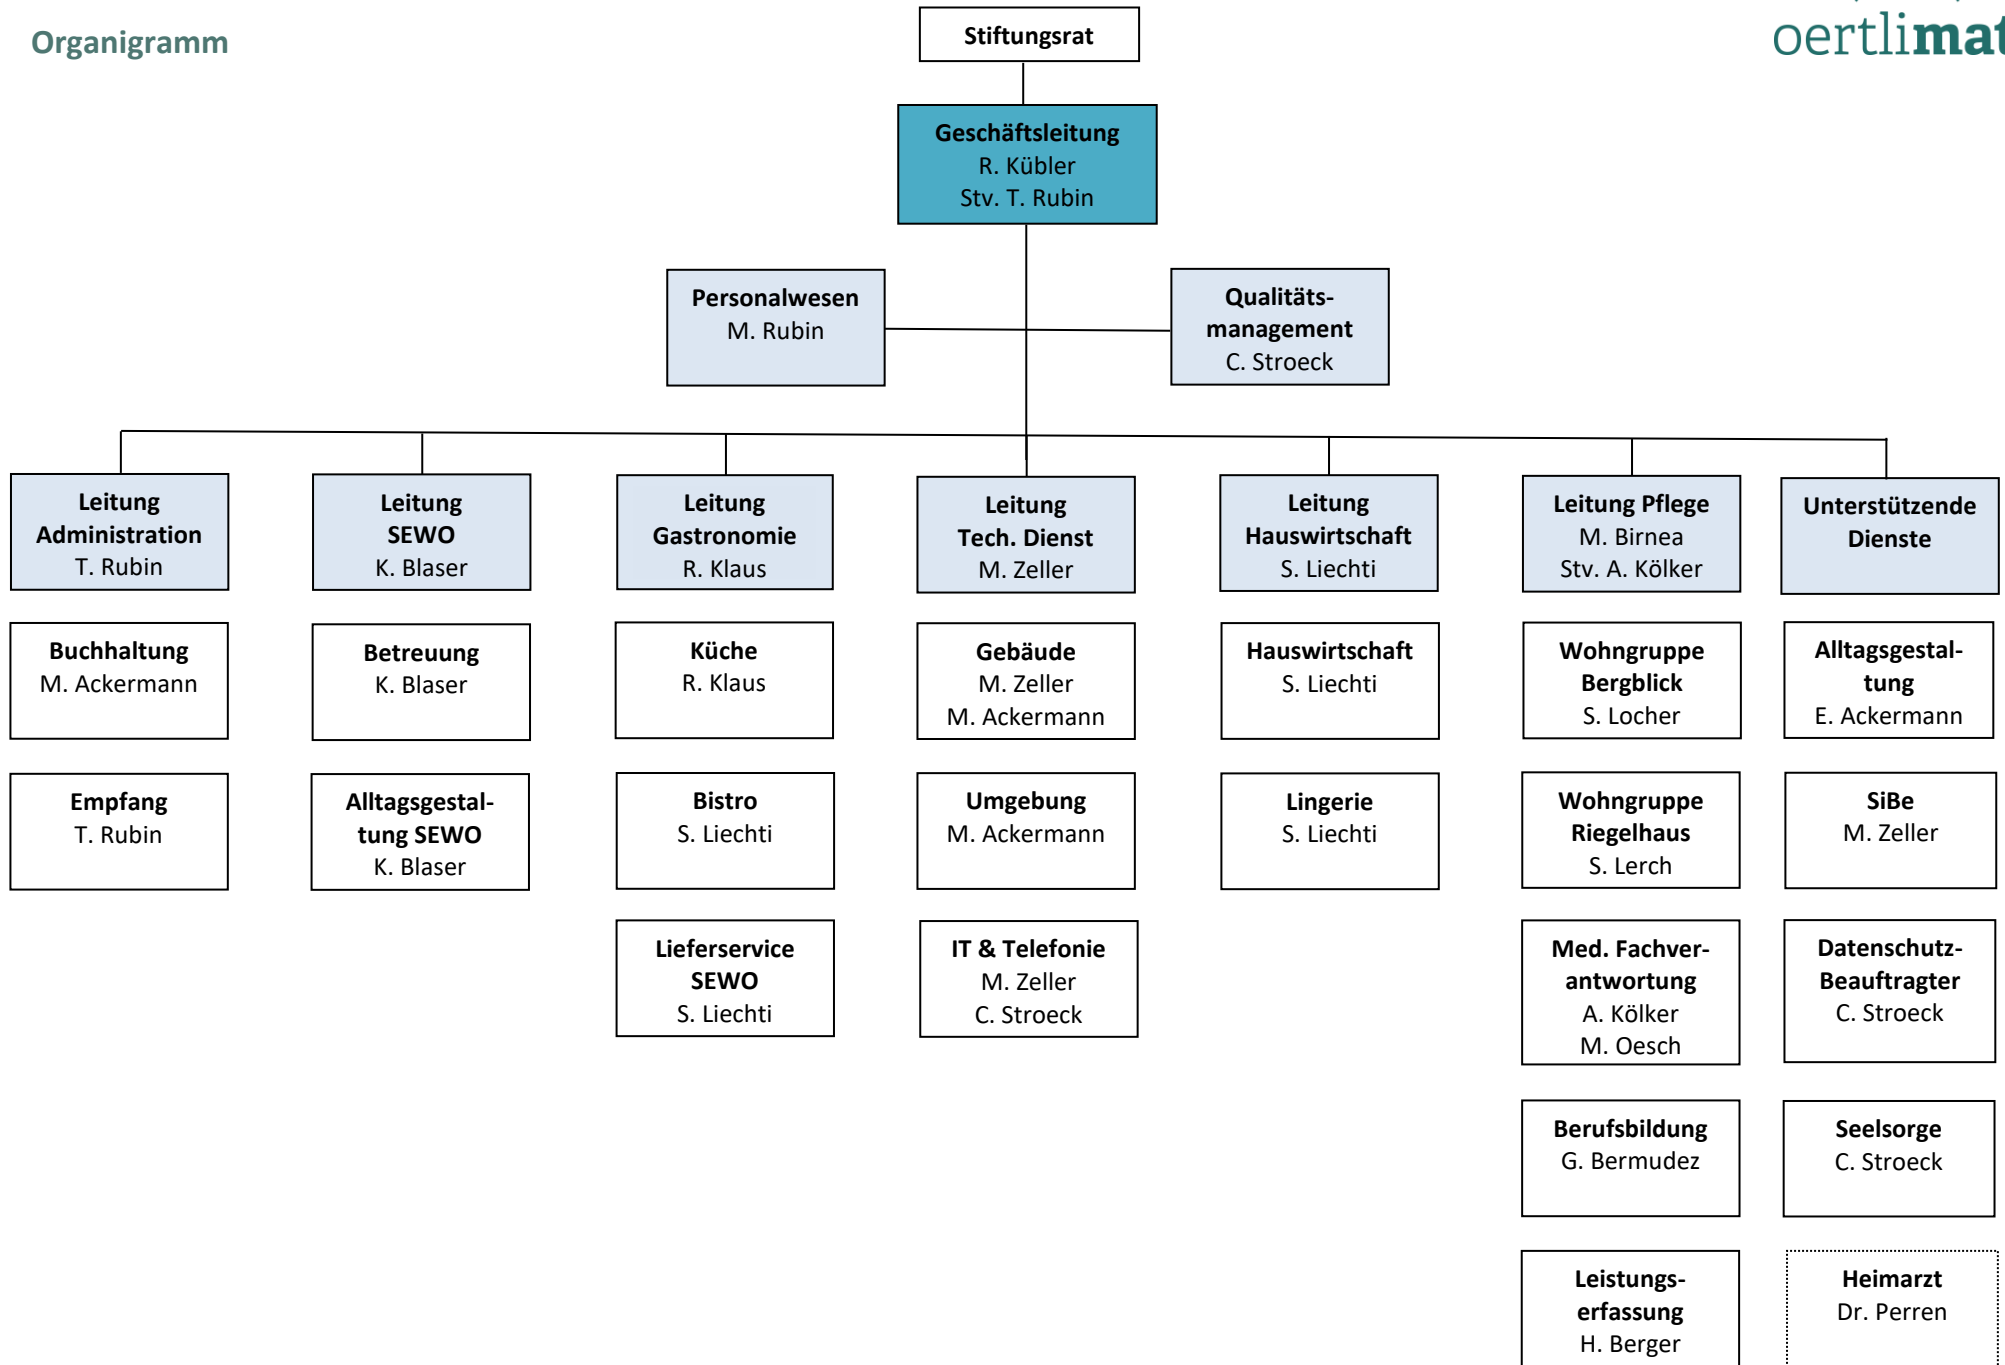 Organigramm
Stiftungsrat
Geschäftsleitung
R. Kübler
Stv. T. Rubin
Personalwesen
M. Rubin
Qualitäts-
management
C. Stroeck
Leitung
Administration
T. Rubin
Buchhaltung
M. Ackermann
Empfang
T. Rubin
Leitung
SEWO
K. Blaser
Betreuung
K. Blaser
Alltagsgestal-
tung SEWO
K. Blaser
Leitung
Gastronomie
R. Klaus
Küche
R. Klaus
Bistro
S. Liechti
Lieferservice
SEWO
S. Liechti
Leitung
Tech. Dienst
M. Zeller
Gebäude
M. Zeller
M. Ackermann
Umgebung
M. Ackermann
IT & Telefonie
M. Zeller
C. Stroeck
Leitung
Hauswirtschaft
S. Liechti
Hauswirtschaft
S. Liechti
Lingerie
S. Liechti
Leitung Pflege
M. Birnea
Stv. A. Kölker
Wohngruppe
Bergblick
S. Locher
Wohngruppe
Riegelhaus
S. Lerch
Med. Fachver-
antwortung
A. Kölker
M. Oesch
Berufsbildung
G. Bermudez
Leistungs-
erfassung
H. Berger
Unterstützende
Dienste
Alltagsgestal-
tung
E. Ackermann
SiBe
M. Zeller
Datenschutz-
Beauftragter
C. Stroeck
Seelsorge
C. Stroeck
Heimarzt
Dr. Perren
oertlimat